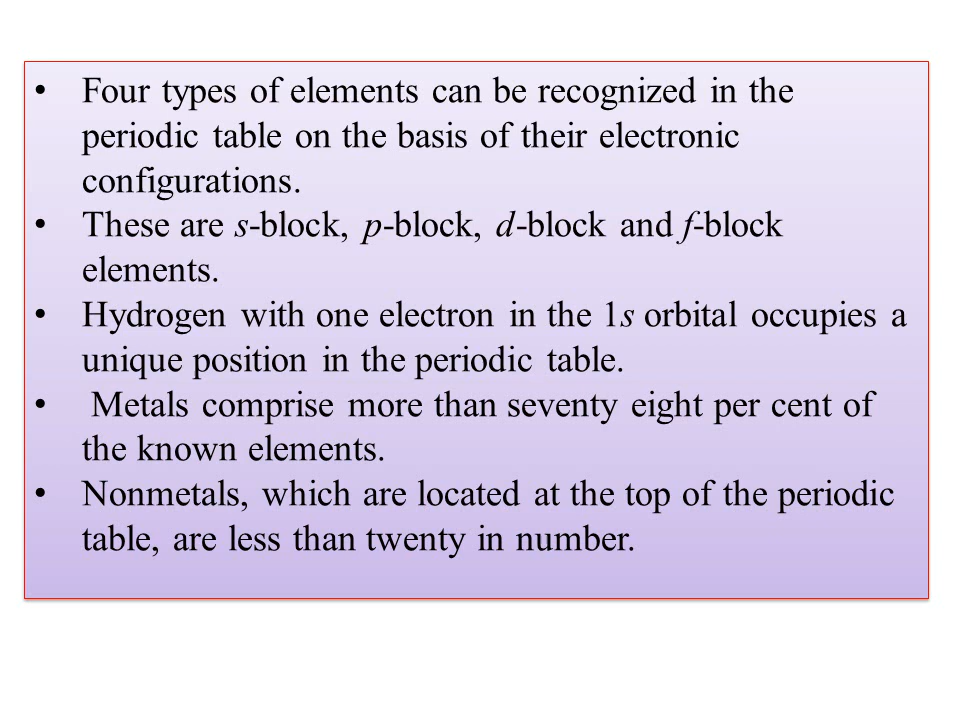 • Four types of elements can be recognized in the
periodic table on the basis of their electronic
configurations.
• These are s-block, p-block, d-block and f-block
elements.
• Hydrogen with one electron in the 1s orbital occupies a
unique position in the periodic table.
• Metals comprise more than seventy eight per cent of
the known elements.
• Nonmetals, which are located at the top of the periodic
table, are less than twenty in number.